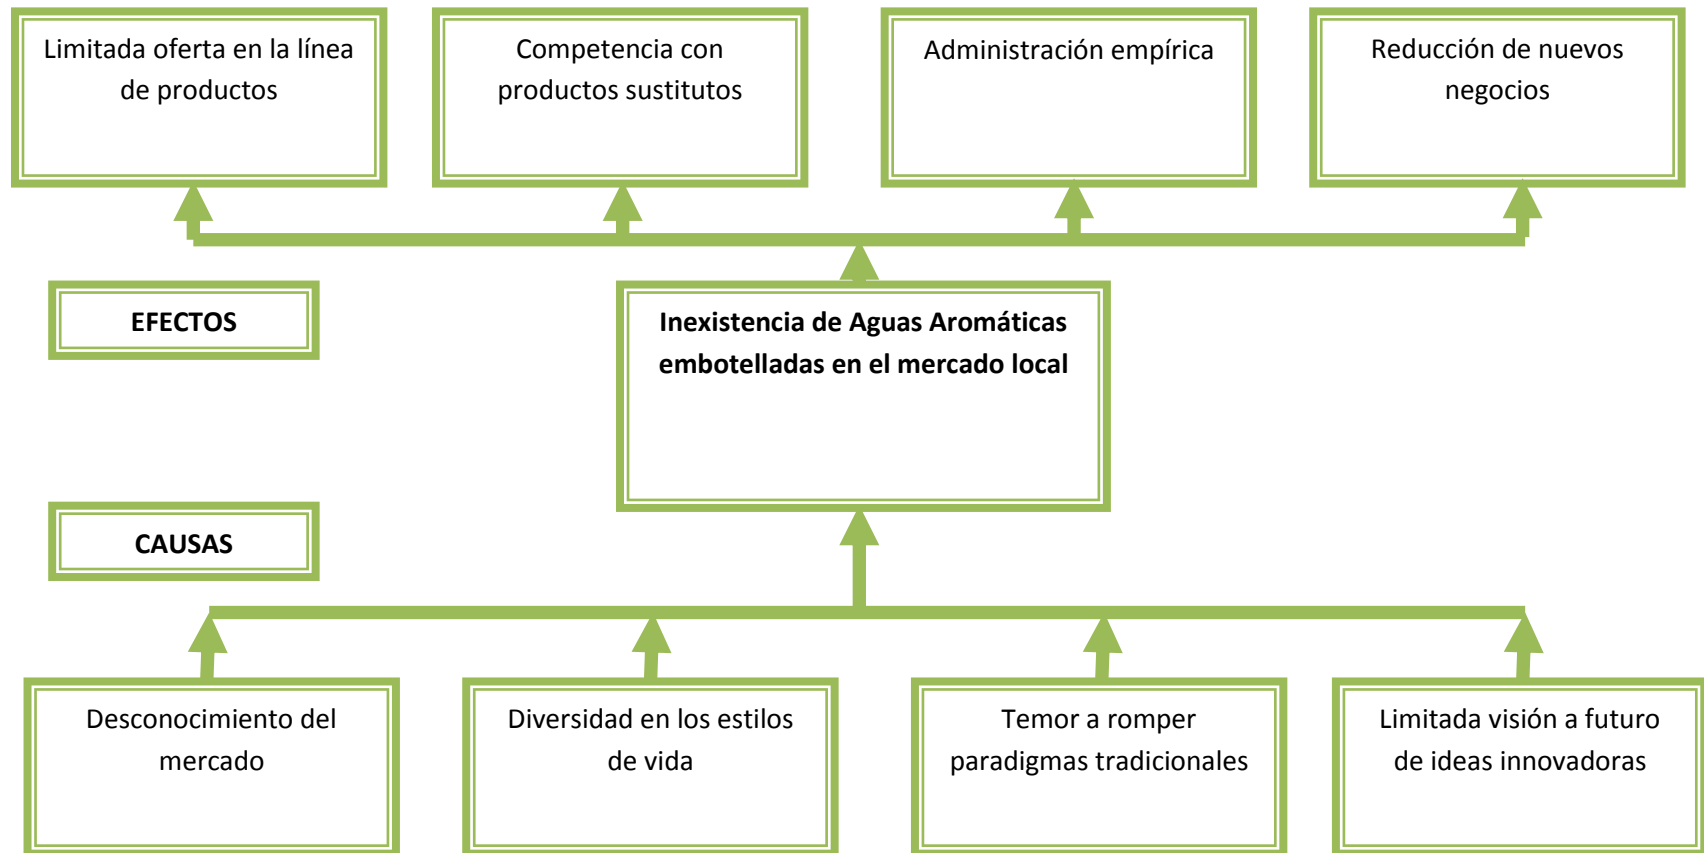 Limitada oferta en la línea
de productos
Competencia con
productos sustitutos
Administración empírica
Reducción de nuevos
negocios
EFECTOS
Inexistencia de Aguas Aromáticas
embotelladas en el mercado local
CAUSAS
Desconocimiento del
mercado
Diversidad en los estilos
de vida
Temor a romper
paradigmas tradicionales
Limitada visión a futuro
de ideas innovadoras